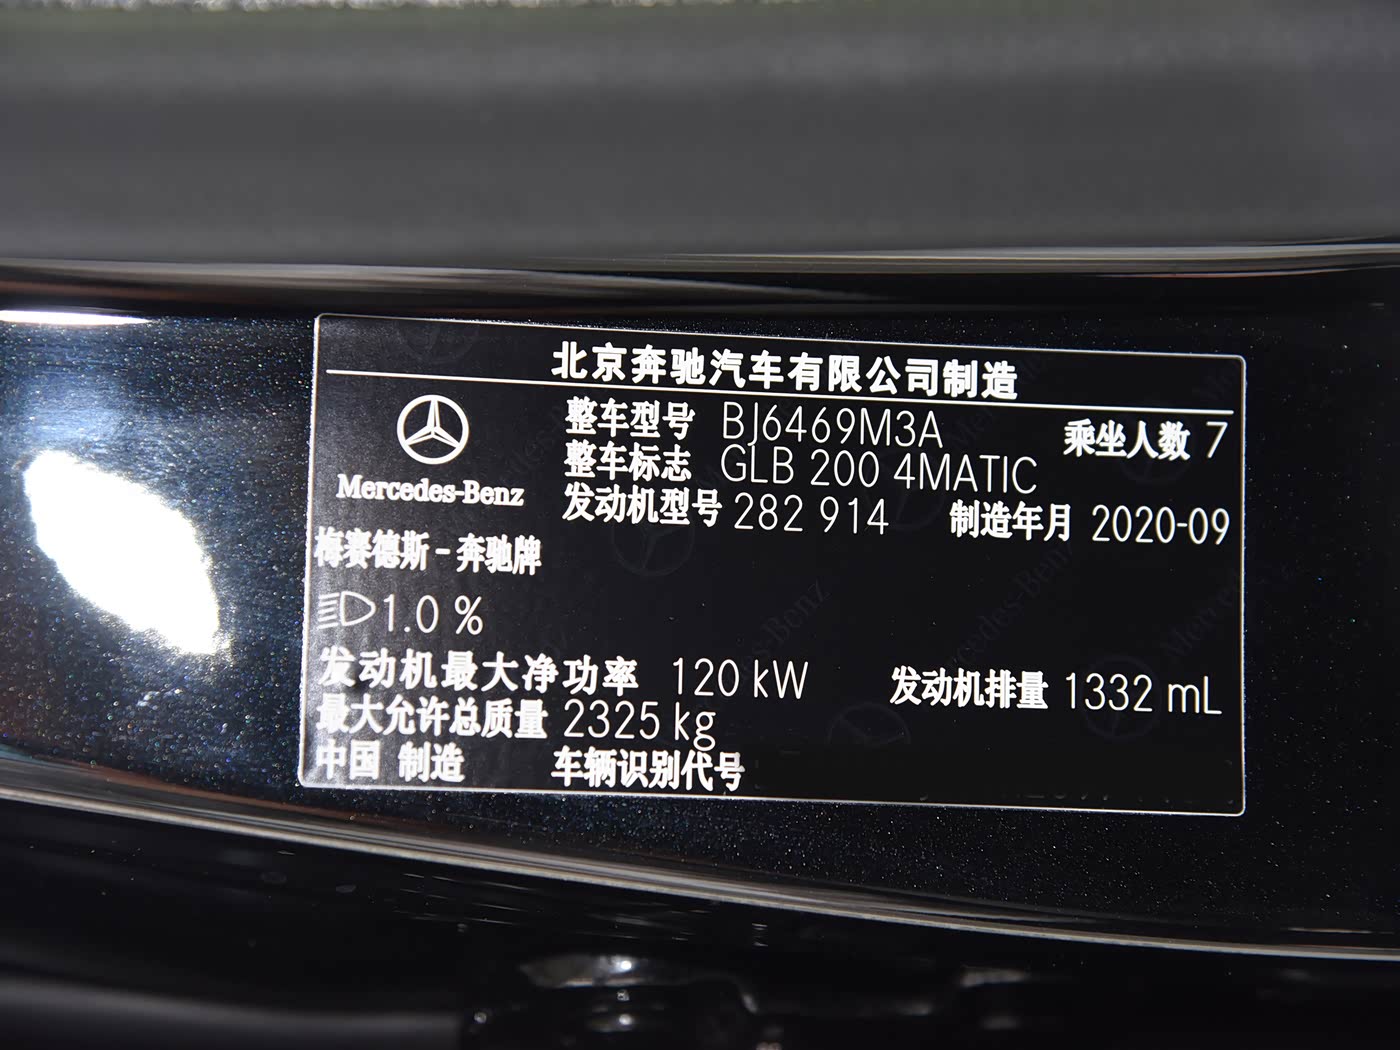 北京奔驰汽车有限公司制造
整车型号 BJ6469M3A 乘坐人数 7
整车标志 GLB 200 4MATIC
Mercedes-Benz
发动机型号 282 914 制造年月 2020-09
梅赛德斯-奔驰牌
1.0 %
发动机最大净功率 120 kW 发动机排量 1332 mL
最大允许总质量 2325 kg
中国 制造 车辆识别代号